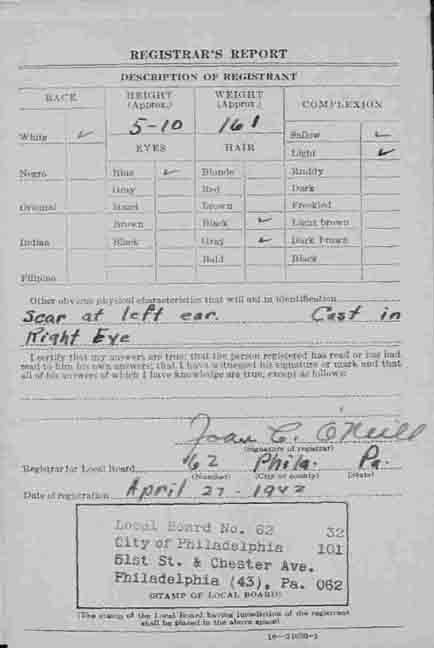 REGISTRAR'S REPORT
DESCRIPTION OF REGISTRANT
RACE
HEIGHT (Approx.)
WEIGHT (Approx.)
COMPLEXION
5-10
161
White ✓
EYES
HAIR
Sallow ✓
Light ✓
Negro
Blue ✓
Blonde
Ruddy
Gray
Red
Dark
Oriental
Hazel
Brown
Freckled
Brown
Black ✓
Light brown
Indian
Black
Gray ✓
Dark brown
Bald
Black
Filipino
Other obvious physical characteristics that will aid in identification
Scar at left ear. Cast in
Right Eye
I certify that my answers are true; that the person registered has read or has had
read to him his own answers; that I have witnessed his signature or mark and that
all of his answers of which I have knowledge are true, except as follows:
Joan C. O'Neill
(Signature of registrar)
Registrar for Local Board 62 Phila. Pa.
(Number) (City or county) (State)
Date of registration April 27 - 1942
Local Board No. 62 32
City of Philadelphia 101
51st St. & Chester Ave.
Philadelphia (43), Pa. 062
(STAMP OF LOCAL BOARD)
(The stamp of the Local Board having jurisdiction of the registrant
shall be placed in the above space)